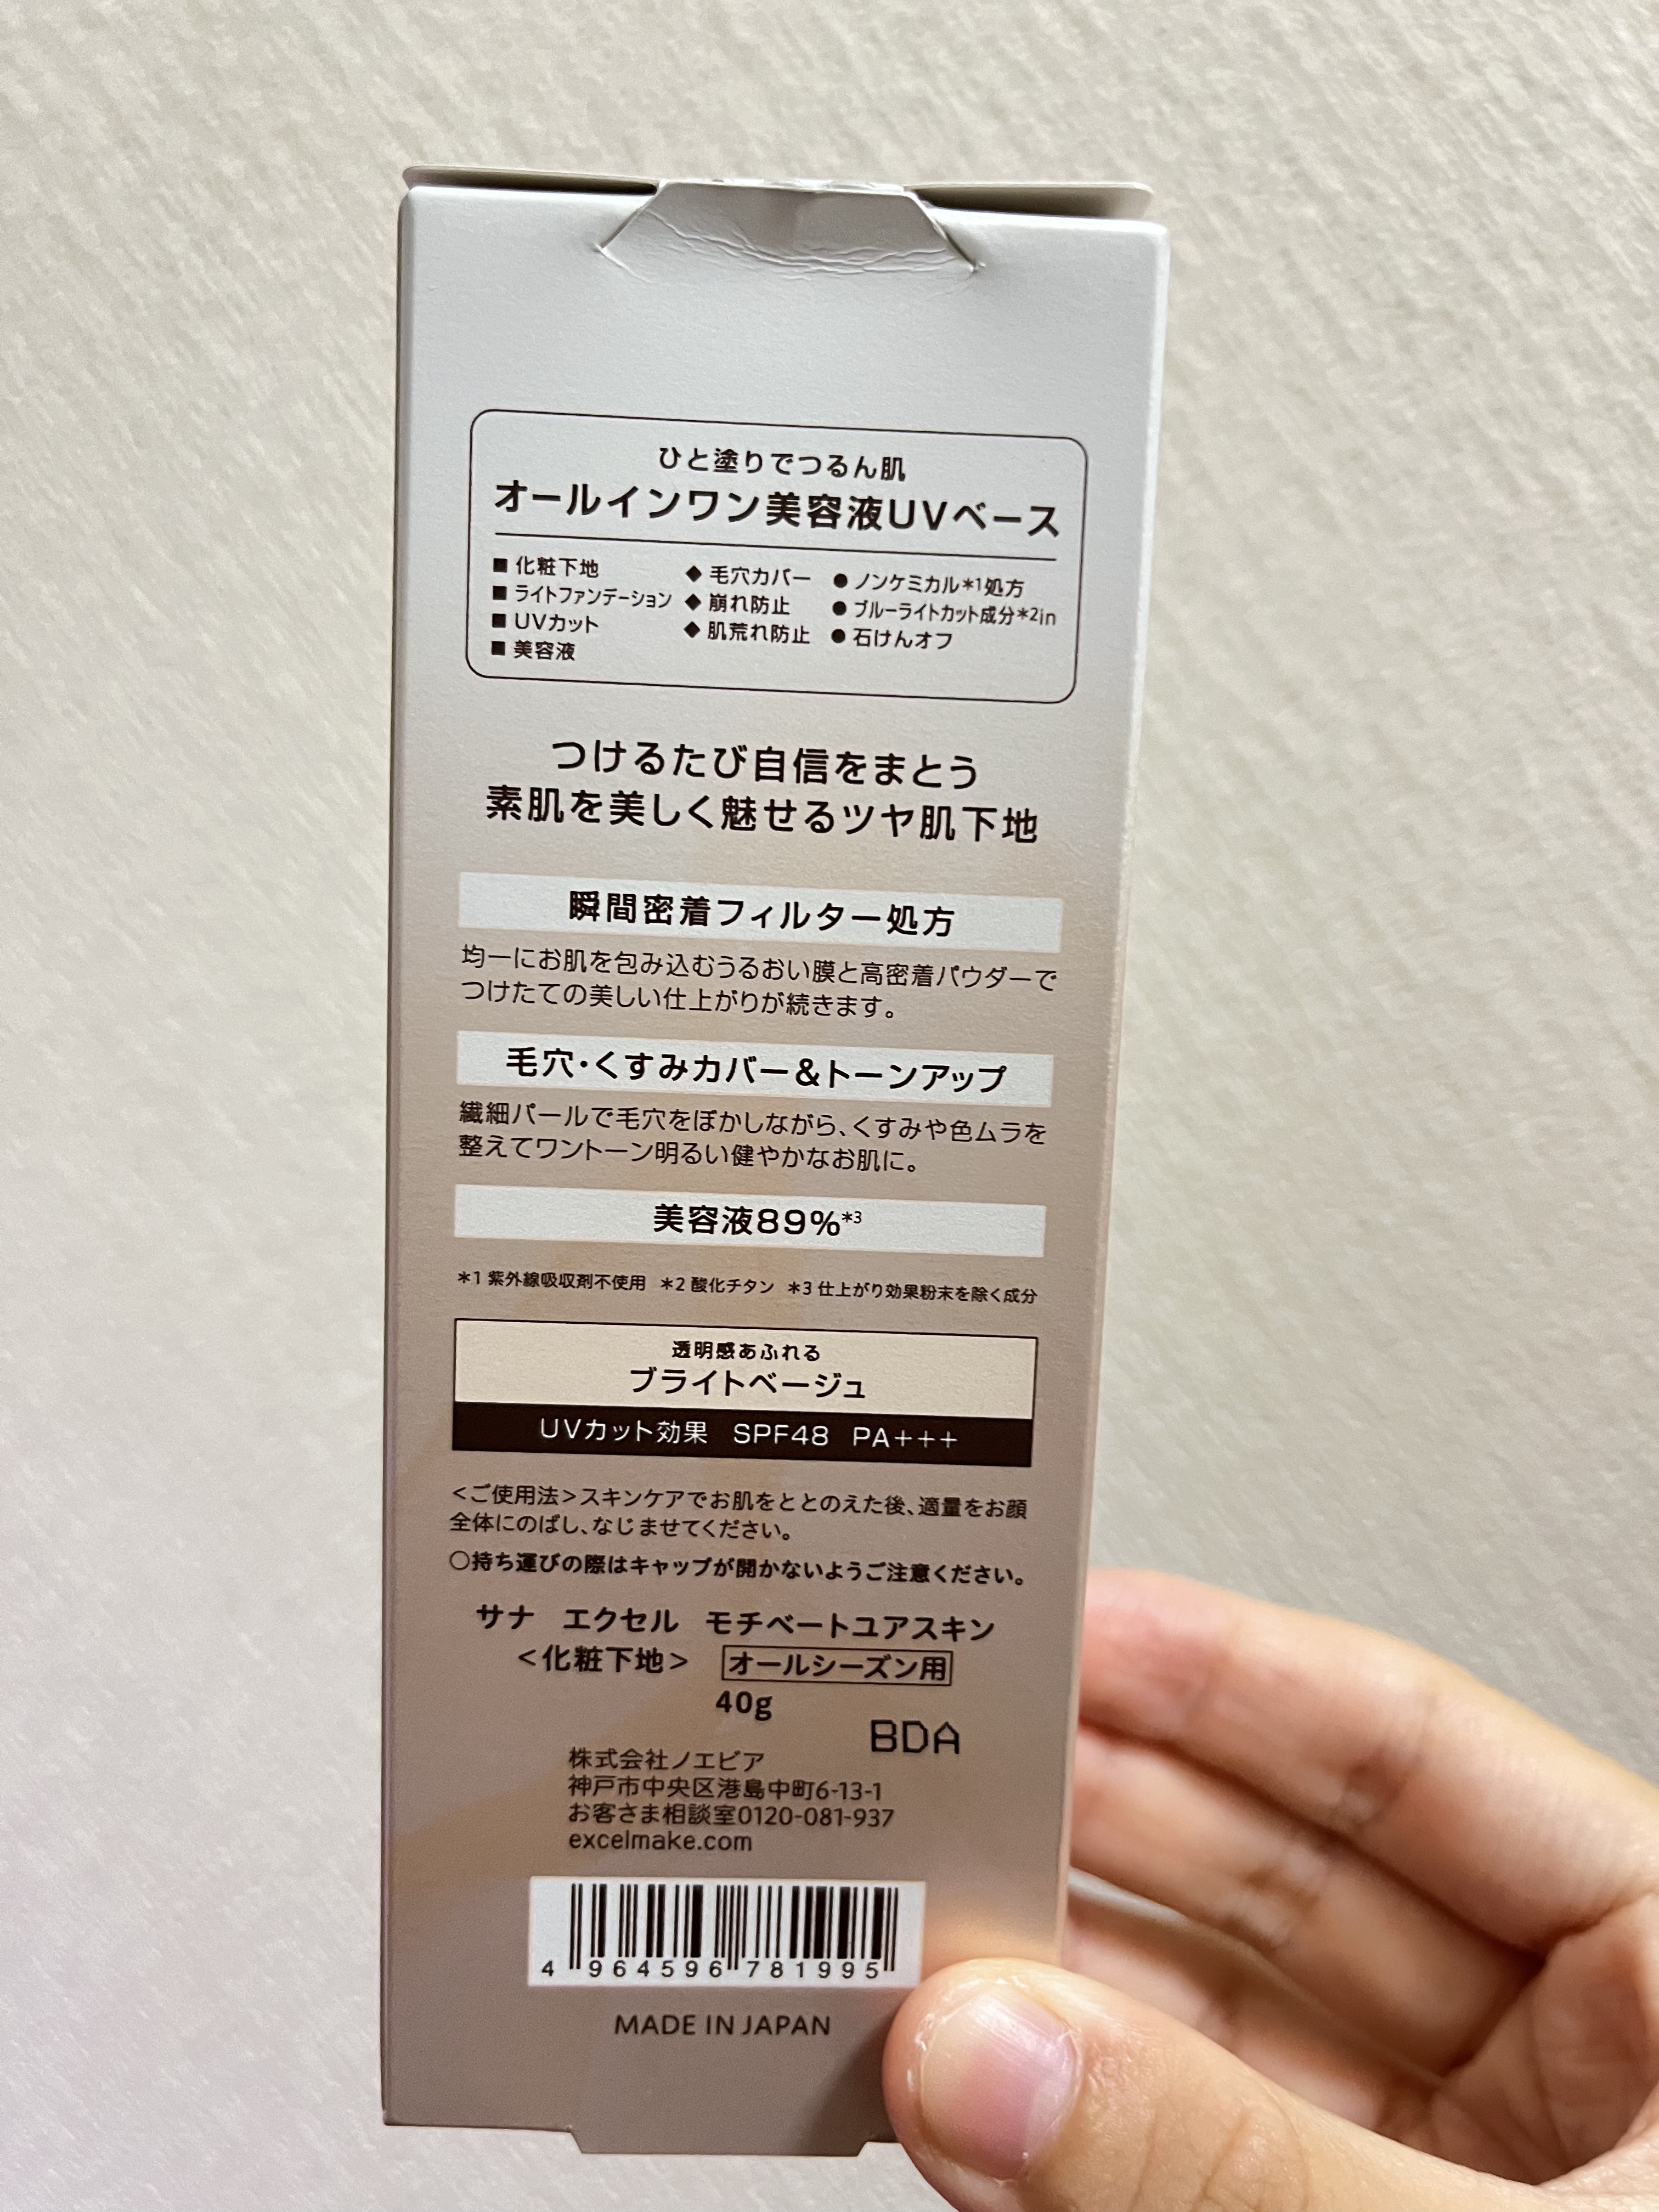 ひと塗りでつるん肌
オールインワン美容液UVベース
■ 化粧下地
■ ライトファンデーション
■ UVカット
■ 美容液
◆ 毛穴カバー
◆ 崩れ防止
◆ 肌荒れ防止
● ノンケミカル*1処方
● ブルーライトカット成分*2in
● 石けんオフ
つけるたび自信をまとう
素肌を美しく魅せるツヤ肌下地
瞬間密着フィルター処方
均一にお肌を包み込むうるおい膜と高密着パウダーで
つけたての美しい仕上がりが続きます。
毛穴・くすみカバー&トーンアップ
繊細パールで毛穴をぼかしながら、くすみや色ムラを
整えてワントーン明るい健やかなお肌に。
美容液89%*3
*1 紫外線吸収剤不使用 *2 酸化チタン *3 仕上がり効果粉末を除く成分
透明感あふれる
ブライトベージュ
UVカット効果 SPF48 PA+++
<ご使用法>スキンケアでお肌をととのえた後、適量をお顔
全体にのばし、なじませてください。
○持ち運びの際はキャップが開かないようご注意ください。
サナ エクセル モチベートユアスキン
<化粧下地> オールシーズン用
40g
BDA
株式会社ノエビア
神戸市中央区港島中町6-13-1
お客さま相談室0120-081-937
excelmake.com
4 964596 781995
MADE IN JAPAN